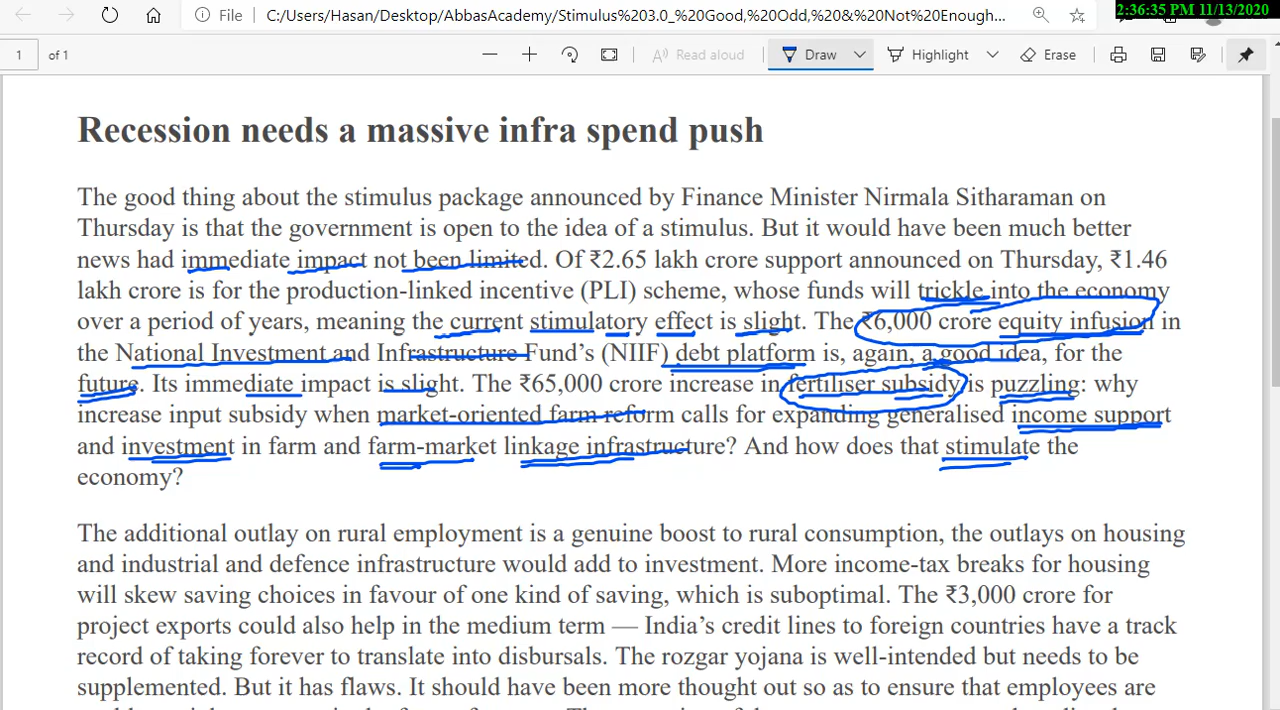 2:36:35 PM 11/13/2020
File C:/Users/Hasan/Desktop/AbbasAcademy/Stimulus%203.0_%20Good,%20Odd,%20&%20Not%20Enough...
1 of 1 Read aloud Draw Highlight Erase
Recession needs a massive infra spend push
The good thing about the stimulus package announced by Finance Minister Nirmala Sitharaman on
Thursday is that the government is open to the idea of a stimulus. But it would have been much better
news had immediate impact not been limited. Of ₹2.65 lakh crore support announced on Thursday, ₹1.46
lakh crore is for the production-linked incentive (PLI) scheme, whose funds will trickle into the economy
over a period of years, meaning the current stimulatory effect is slight. The ₹6,000 crore equity infusion in
the National Investment and Infrastructure Fund’s (NIIF) debt platform is, again, a good idea, for the
future. Its immediate impact is slight. The ₹65,000 crore increase in fertiliser subsidy is puzzling: why
increase input subsidy when market-oriented farm reform calls for expanding generalised income support
and investment in farm and farm-market linkage infrastructure? And how does that stimulate the
economy?
The additional outlay on rural employment is a genuine boost to rural consumption, the outlays on housing
and industrial and defence infrastructure would add to investment. More income-tax breaks for housing
will skew saving choices in favour of one kind of saving, which is suboptimal. The ₹3,000 crore for
project exports could also help in the medium term — India’s credit lines to foreign countries have a track
record of taking forever to translate into disbursals. The rozgar yojana is well-intended but needs to be
supplemented. But it has flaws. It should have been more thought out so as to ensure that employees are